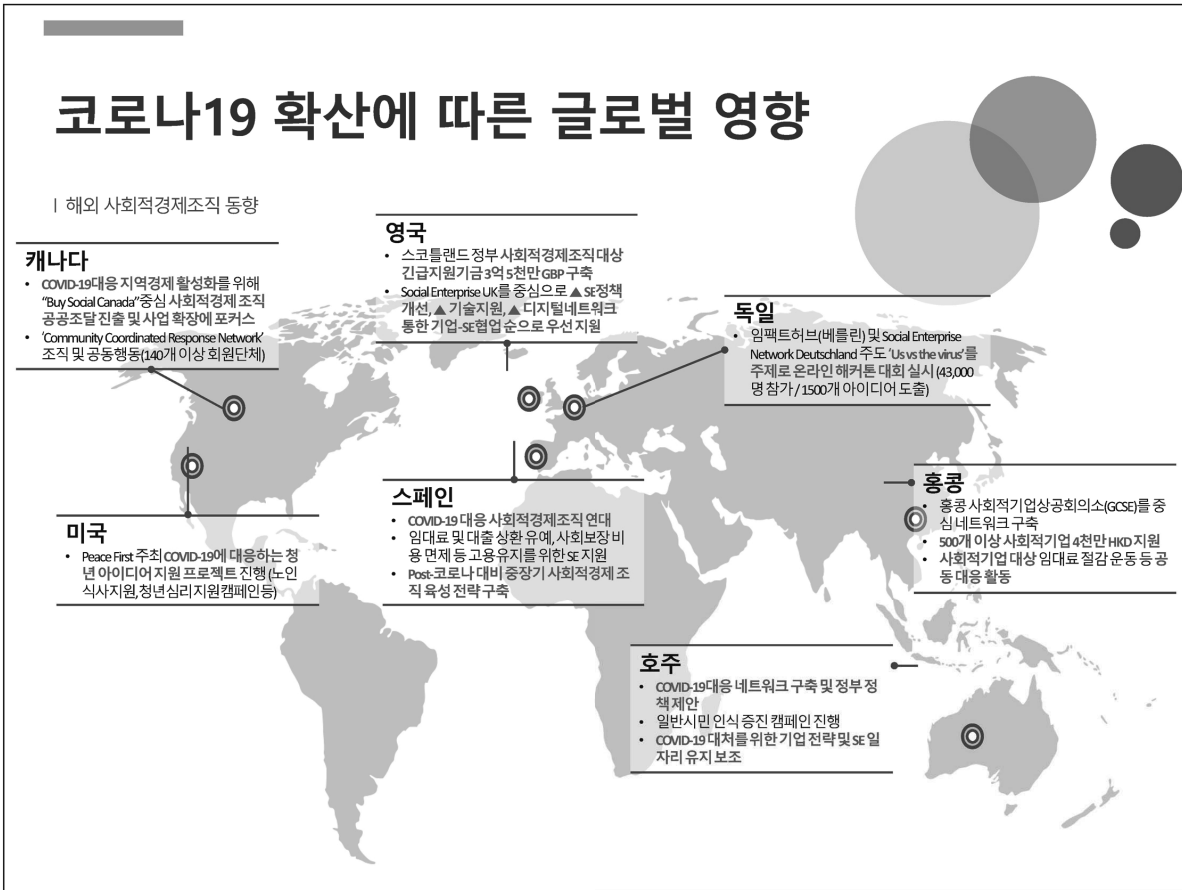 코로나19 확산에 따른 글로벌 영향
ㅣ 해외 사회적경제조직 동향
캐나다
• COVID-19대응 지역경제 활성화를 위해
“Buy Social Canada”중심 사회적경제 조직
공공조달 진출 및 사업 확장에 포커스
• ‘Community Coordinated Response Network’
조직 및 공동행동(140개 이상 회원단체)
영국
• 스코틀랜드 정부 사회적경제조직 대상
긴급지원기금 3억 5천만 GBP 구축
• Social Enterprise UK를 중심으로 ▲ SE정책
개선, ▲ 기술지원, ▲ 디지털네트워크
통한 기업-SE협업 순으로 우선 지원
독일
• 임팩트허브(베를린) 및 Social Enterprise
Network Deutschland 주도 ‘Us vs the virus’를
주제로 온라인 해커톤 대회 실시 (43,000
명 참가 / 1500개 아이디어 도출)
미국
• Peace First 주최 COVID-19에 대응하는 청
년 아이디어 지원 프로젝트 진행 (노인
식사지원,청년심리지원캠페인등)
스페인
• COVID-19 대응 사회적경제조직 연대
• 임대료 및 대출 상환 유예, 사회보장 비
용 면제 등 고용유지를 위한 SE 지원
• Post-코로나 대비 중장기 사회적경제 조
직 육성 전략 구축
홍콩
• 홍콩 사회적기업상공회의소(GCSE)를 중
심 네트워크 구축
• 500개 이상 사회적기업 4천만 HKD 지원
• 사회적기업 대상 임대료 절감 운동 등 공
동 대응 활동
호주
• COVID-19대응 네트워크 구축 및 정부 정
책 제안
• 일반시민 인식 증진 캠페인 진행
• COVID-19 대처를 위한 기업 전략 및 SE 일
자리 유지 보조